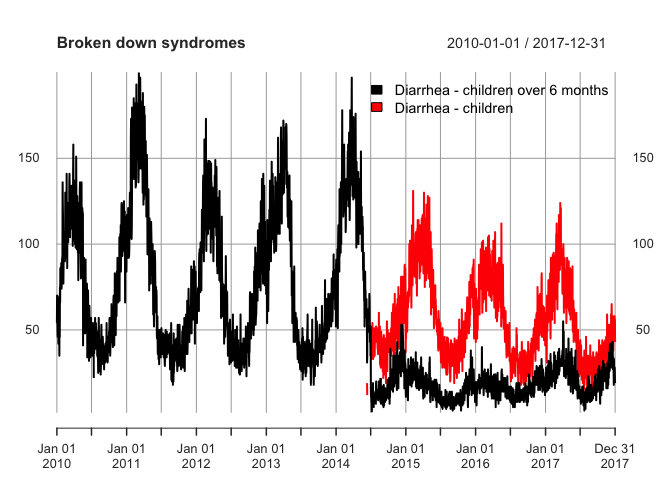 Broken down syndromes 2010-01-01 / 2017-12-31
Diarrhea - children over 6 months
Diarrhea - children
150 150
100 100
50 50
Jan 01 Jan 01 Jan 01 Jan 01 Jan 01 Jan 01 Jan 01 Jan 01 Dec 31
2010 2011 2012 2013 2014 2015 2016 2017 2017